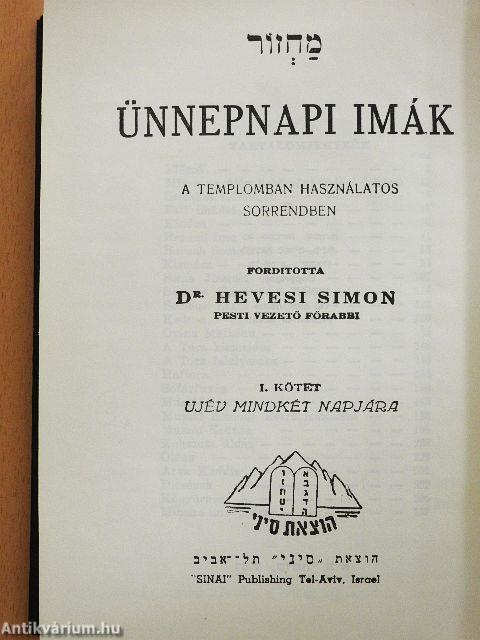 מַחְזוֹר
ÜNNEPNAPI IMÁK
A TEMPLOMBAN HASZNÁLATOS
SORRENDBEN
FORDITOTTA
DR. HEVESI SIMON
PESTI VEZETŐ FŐRABBI
I. KÖTET
UJÉV MINDKÉT NAPJÁRA
הוצאת סיני
הוצאת „סיני" תל־אביב
"SINAI" Publishing Tel-Aviv, Israel
Antikvárium.hu